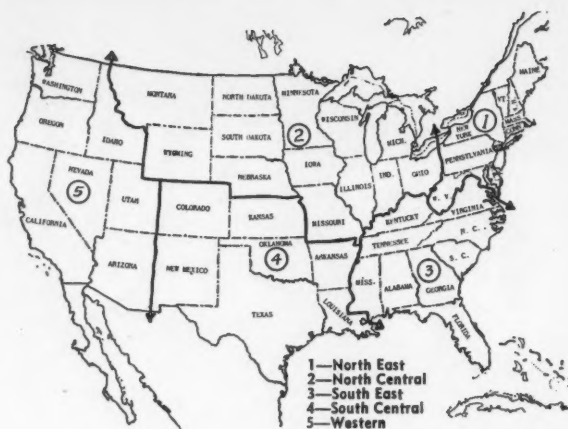 WASHINGTON
MONTANA
NORTH DAKOTA
MINNESOTA
MAINE
OREGON
IDAHO
WYOMING
SOUTH DAKOTA
2
WISCONSIN
MICH.
NEW YORK
1
VT.
MASS.
NEVADA
5
UTAH
NEBRASKA
IOWA
ILLINOIS
IND.
OHIO
PENNSYLVANIA
CALIFORNIA
COLORADO
KANSAS
MISSOURI
KENTUCKY
W. V.
VIRGINIA
ARIZONA
NEW MEXICO
OKLAHOMA
4
ARKANSAS
TENNESSEE
N.C.
S.C.
TEXAS
LOUISIANA
MISS.
ALABAMA
3
GEORGIA
FLORIDA
1—North East
2—North Central
3—South East
4—South Central
5—Western